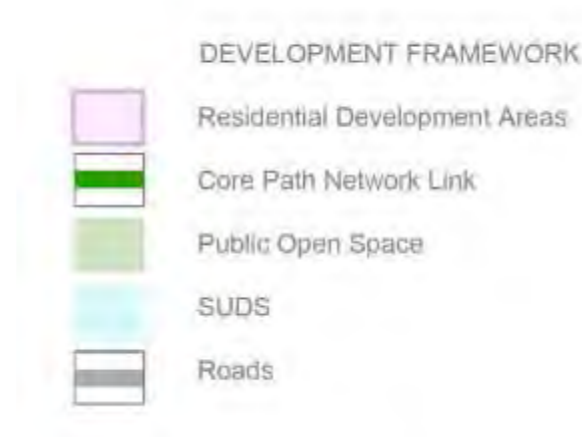 DEVELOPMENT FRAMEWORK
Residential Development Areas
Core Path Network Link
Public Open Space
SUDS
Roads